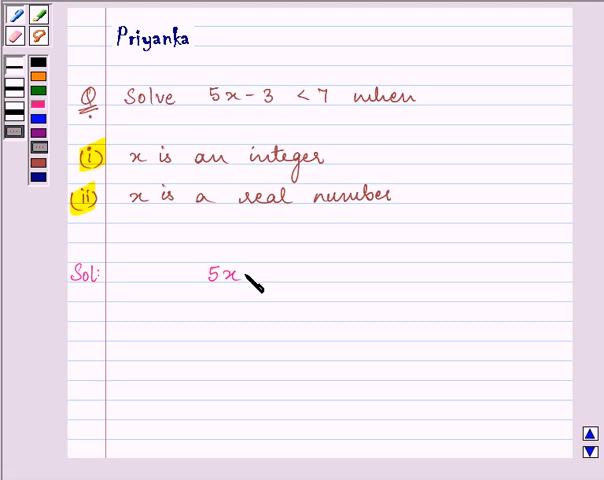 Priyanka
Q Solve 5x - 3 < 7 when
(i) x is an integer
(ii) x is a real number
Sol: 5x